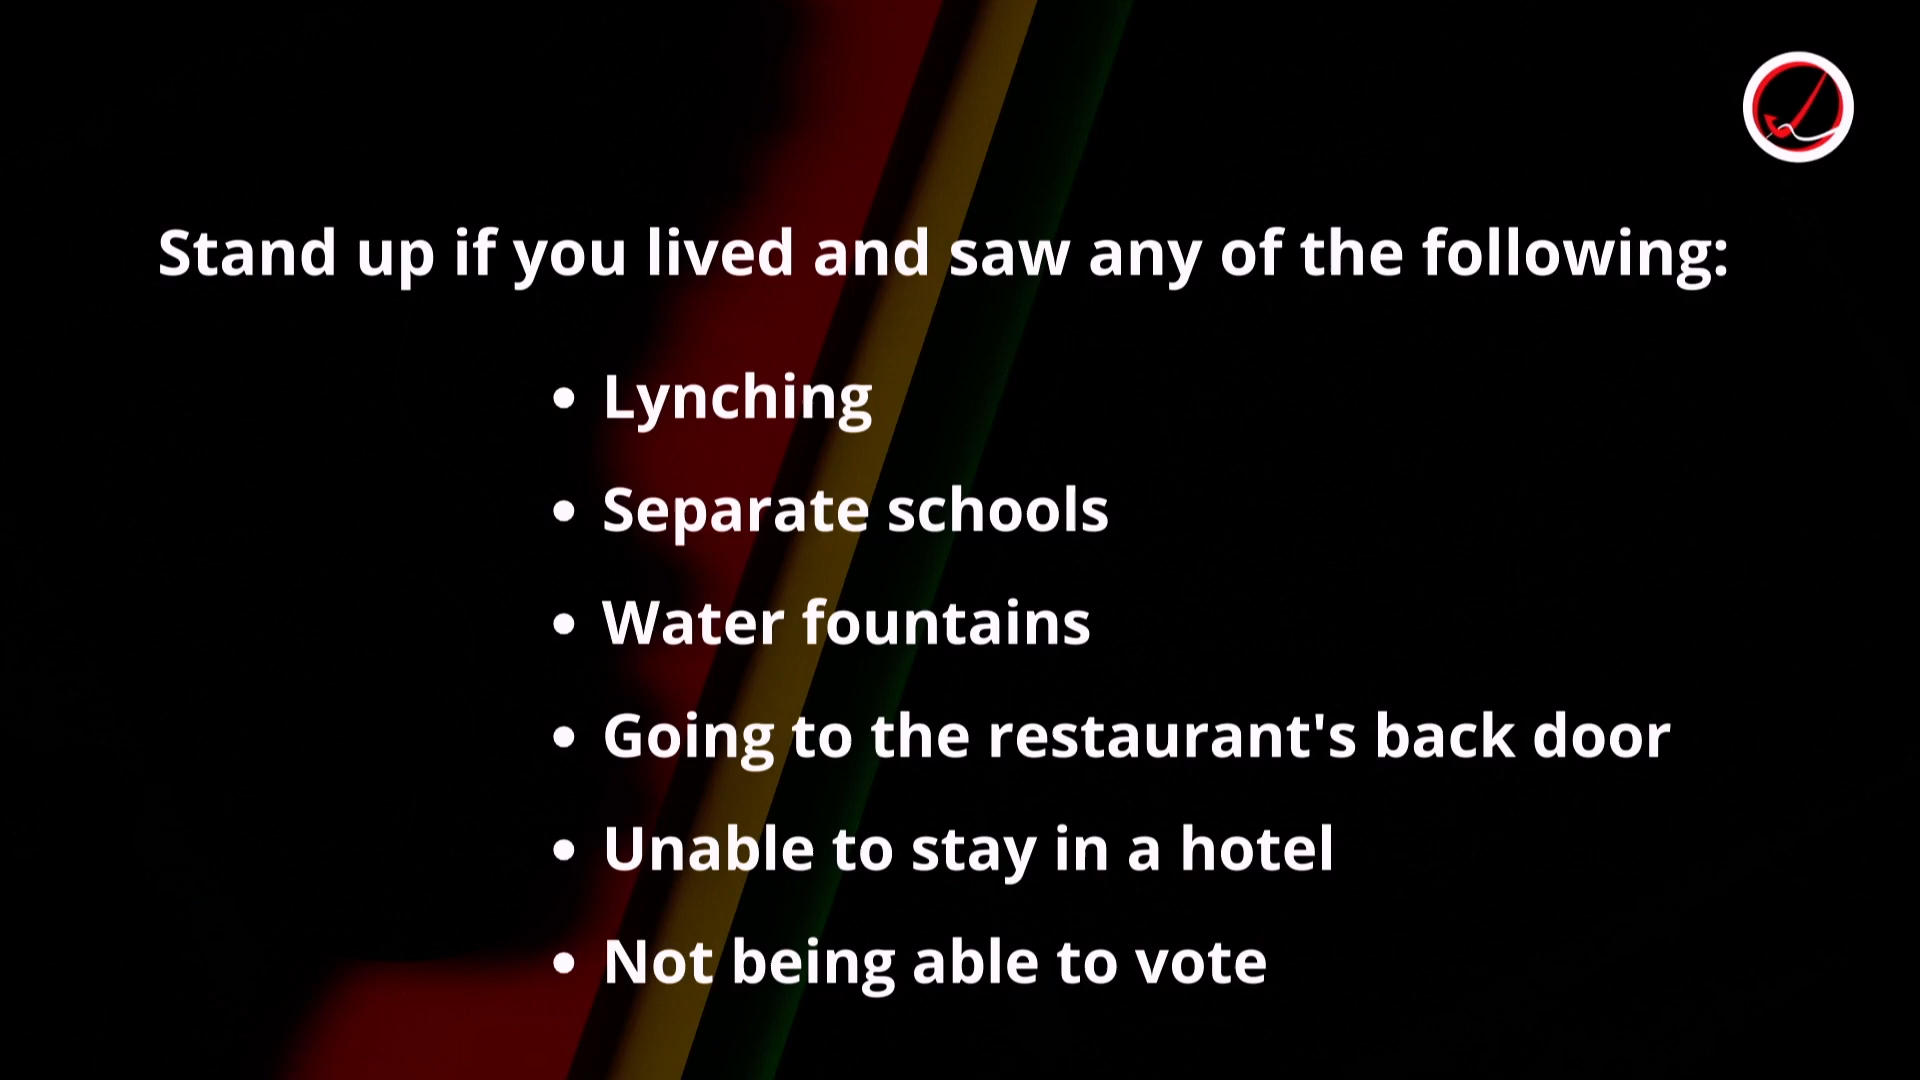 Stand up if you lived and saw any of the following:
• Lynching
• Separate schools
• Water fountains
• Going to the restaurant's back door
• Unable to stay in a hotel
• Not being able to vote